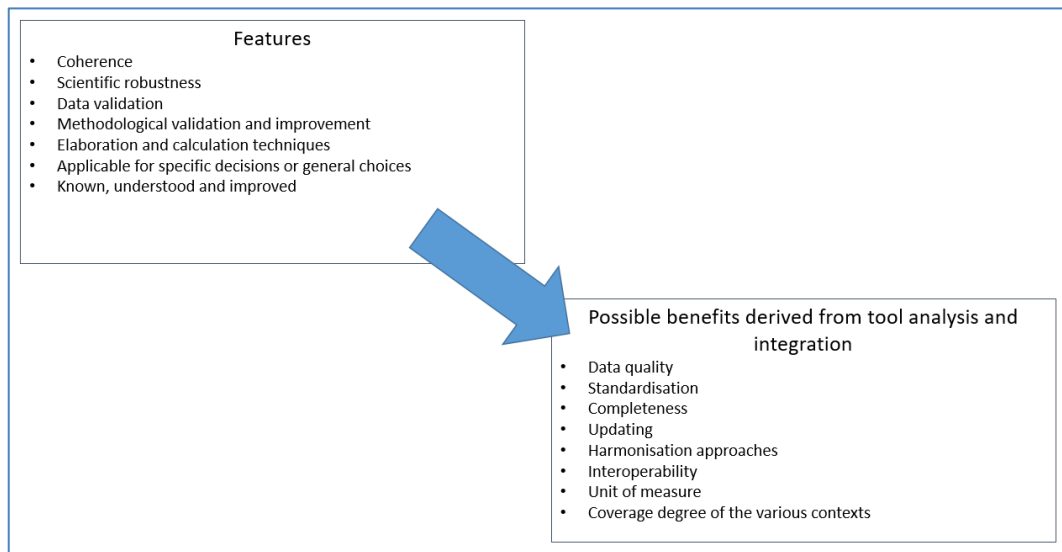 Features
• Coherence
• Scientific robustness
• Data validation
• Methodological validation and improvement
• Elaboration and calculation techniques
• Applicable for specific decisions or general choices
• Known, understood and improved
Possible benefits derived from tool analysis and
integration
• Data quality
• Standardisation
• Completeness
• Updating
• Harmonisation approaches
• Interoperability
• Unit of measure
• Coverage degree of the various contexts